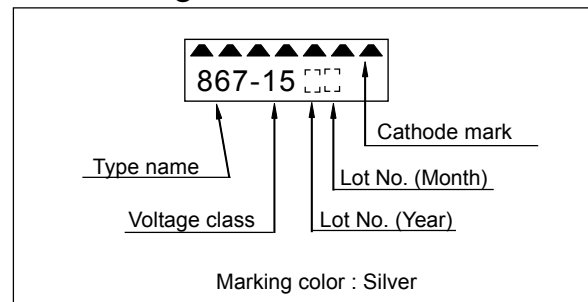 867-15
Cathode mark
Type name
Lot No. (Month)
Voltage class
Lot No. (Year)
Marking color : Silver